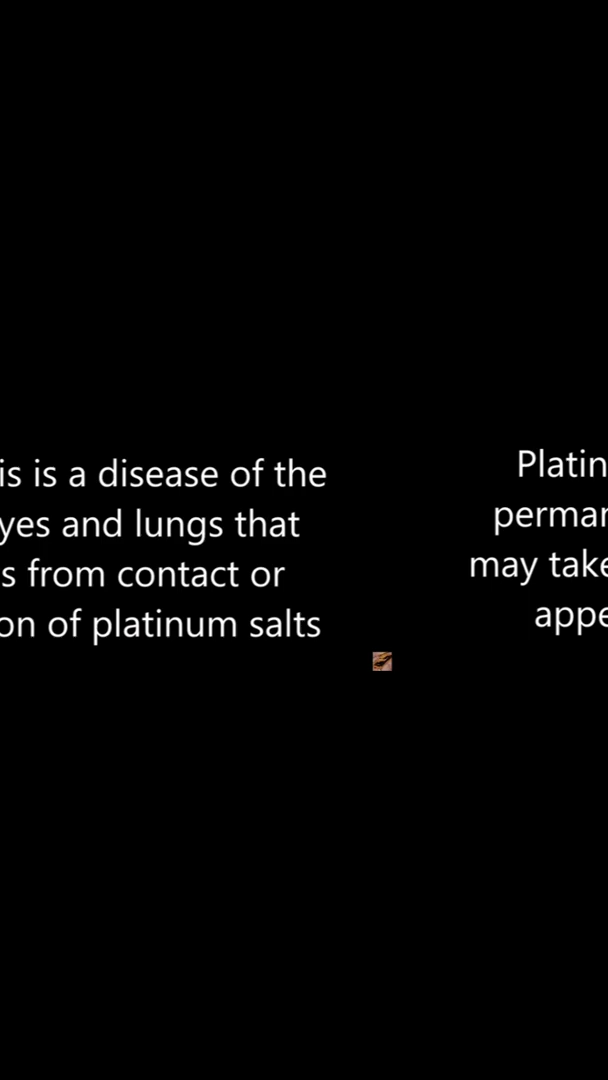 is is a disease of the
yes and lungs that
s from contact or
on of platinum salts
Platin
perman
may take
appe